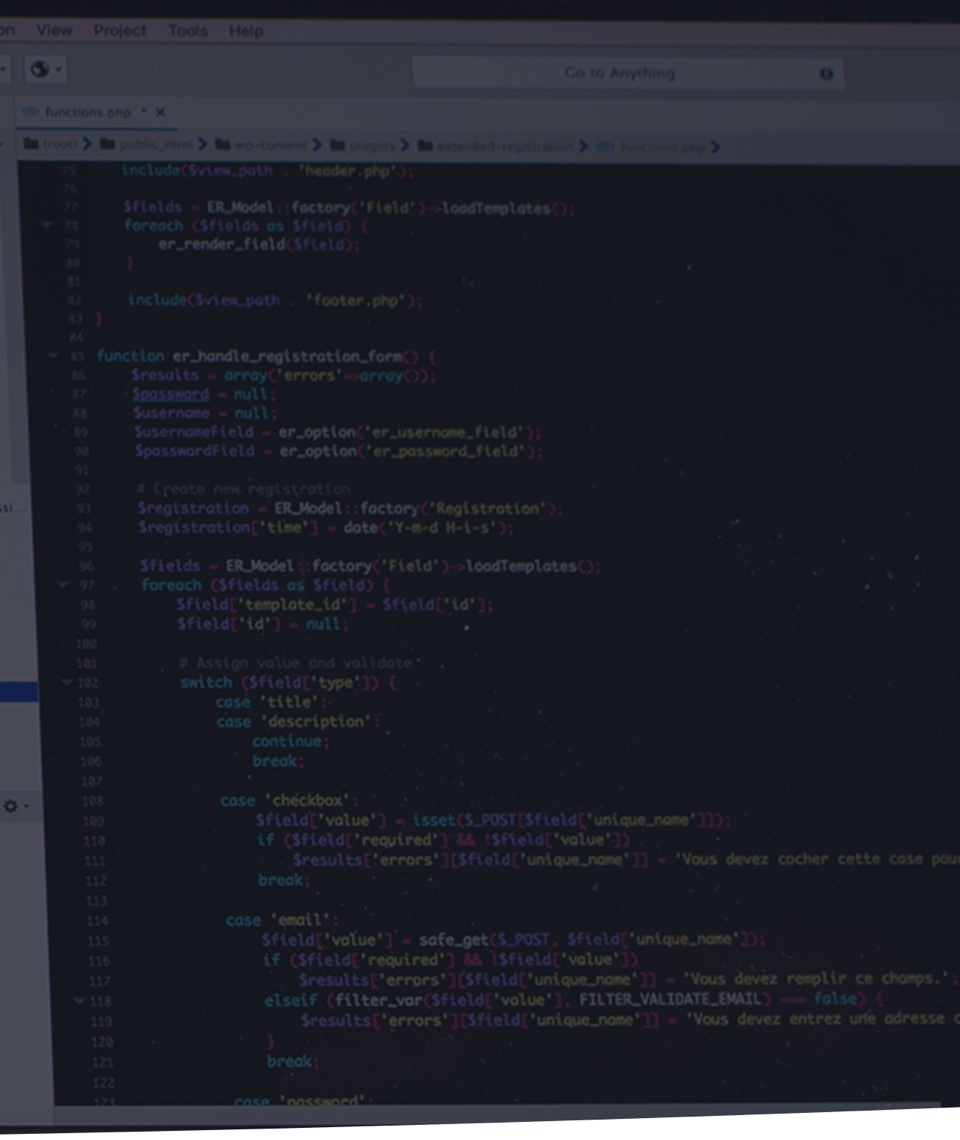 on View Project Tools Help
Go to Anything
functions.php * ×
(root) public_html wp-content plugins extended-registration functions.php
75 include($view_path . 'header.php');
76
77 $fields = ER_Model::factory('Field')->loadTemplates();
78 foreach ($fields as $field) {
79 er_render_field($field);
80 }
81
82 include($view_path . 'footer.php');
83 }
84
85 function er_handle_registration_form() {
86 $results = array('errors'=>array());
87 $password = null;
88 $username = null;
89 $usernameField = er_option('er_username_field');
90 $passwordField = er_option('er_password_field');
91
92 # Create new registration
93 $registration = ER_Model::factory('Registration');
94 $registration['time'] = date('Y-m-d H-i-s');
95
96 $fields = ER_Model::factory('Field')->loadTemplates();
97 foreach ($fields as $field) {
98 $field['template_id'] = $field['id'];
99 $field['id'] = null;
100
ssi...
101 # Assign value and validate
102 switch ($field['type']) {
103 case 'title':
104 case 'description':
105 continue;
106 break;
107
108 case 'checkbox':
109 $field['value'] = isset($_POST[$field['unique_name']]);
110 if ($field['required'] && !$field['value'])
111 $results['errors'][$field['unique_name']] = 'Vous devez cocher cette case pour
112 break;
113
114 case 'email':
115 $field['value'] = safe_get($_POST, $field['unique_name']);
116 if ($field['required'] && !$field['value'])
117 $results['errors'][$field['unique_name']] = 'Vous devez remplir ce champs.';
118 elseif (filter_var($field['value'], FILTER_VALIDATE_EMAIL) === false) {
119 $results['errors'][$field['unique_name']] = 'Vous devez entrez une adresse
120 }
121 break;
122
123 case 'password':